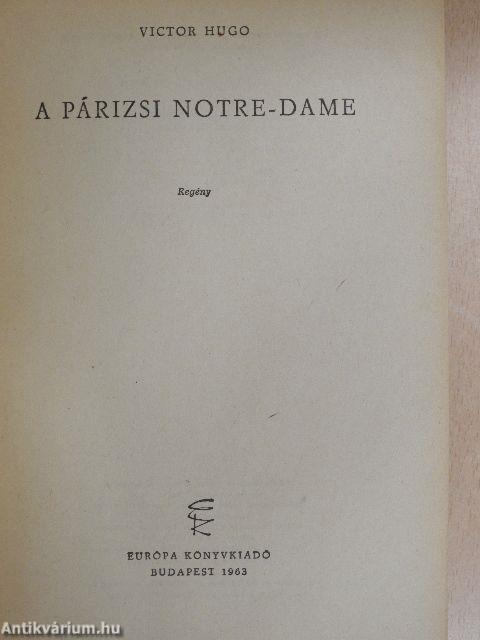 VICTOR HUGO
A PÁRIZSI NOTRE-DAME
Regény
EURÓPA KÖNYVKIADÓ
BUDAPEST 1963
Antikvárium.hu